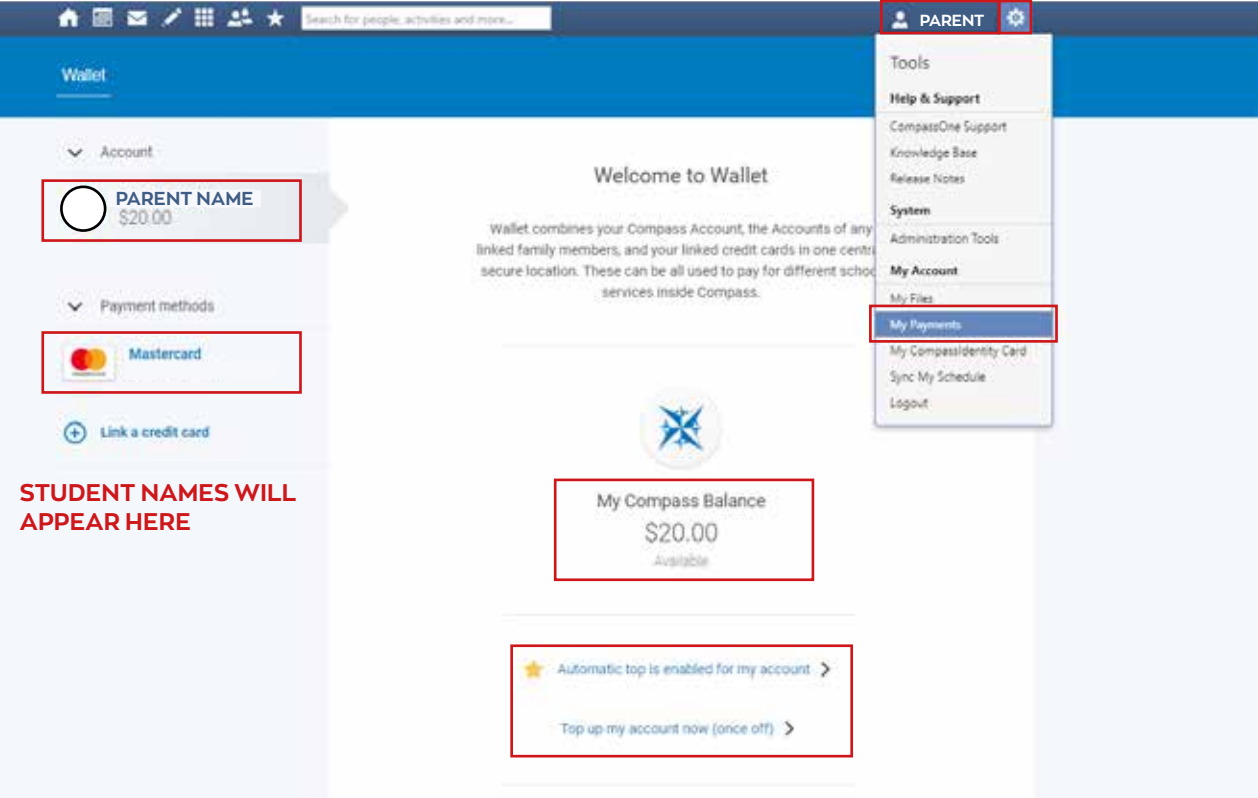 Search for people, activities and more...
PARENT
Wallet
Tools
Help & Support
CompassOne Support
Knowledge Base
Release Notes
System
Administration Tools
My Account
My Files
My Payments
My CompassIdentity Card
Sync My Schedule
Logout
Account
PARENT NAME
$20.00
Payment methods
Mastercard
Link a credit card
STUDENT NAMES WILL
APPEAR HERE
Welcome to Wallet
Wallet combines your Compass Account, the Accounts of any
linked family members, and your linked credit cards in one centr
secure location. These can be all used to pay for different schoo
services inside Compass.
My Compass Balance
$20.00
Available
Automatic top is enabled for my account
Top up my account now (once off)